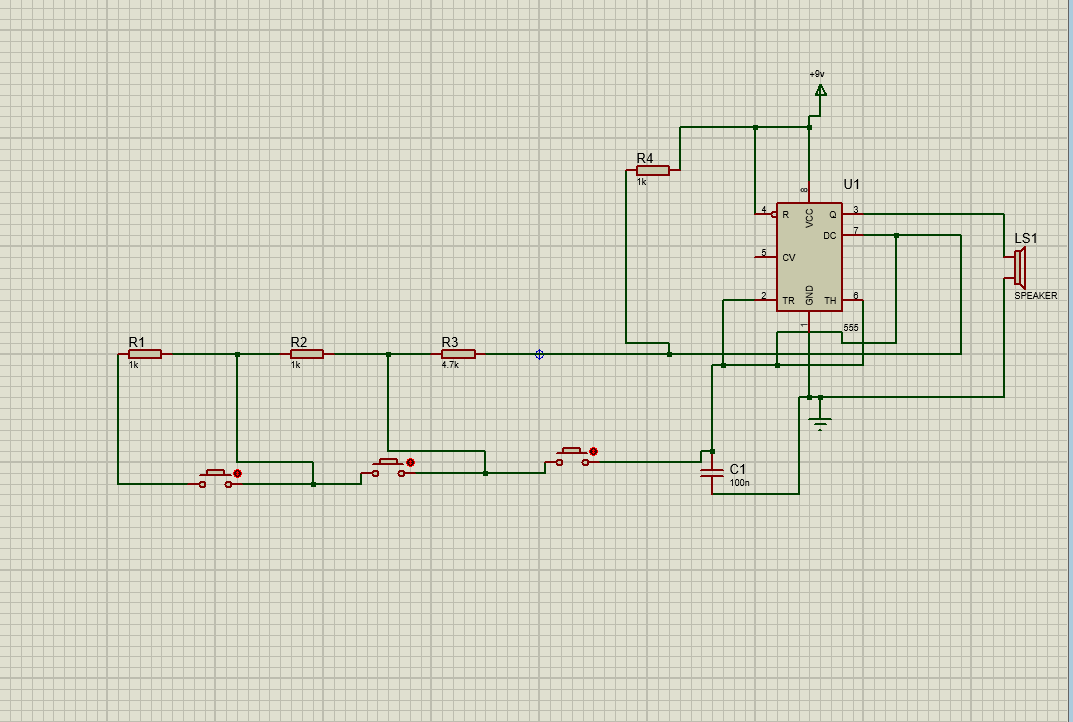 +9v
R4
1k
U1
8
VCC
4
R
Q
3
DC
7
5
CV
LS1
SPEAKER
2
TR
GND
TH
6
1
555
R1
1k
R2
1k
R3
4.7k
C1
100n